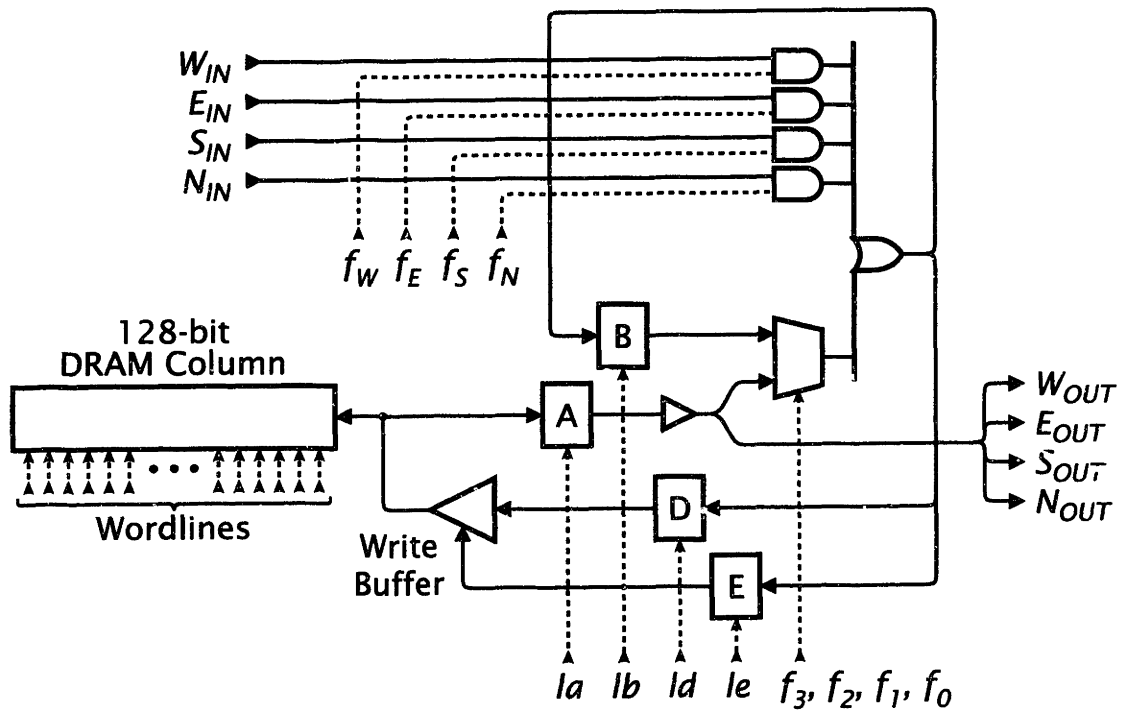 W_IN
E_IN
S_IN
N_IN
f_W f_E f_S f_N
128-bit
DRAM Column
B
A
W_OUT
E_OUT
S_OUT
N_OUT
Wordlines
D
Write
Buffer
E
la lb ld le f_3, f_2, f_1, f_0